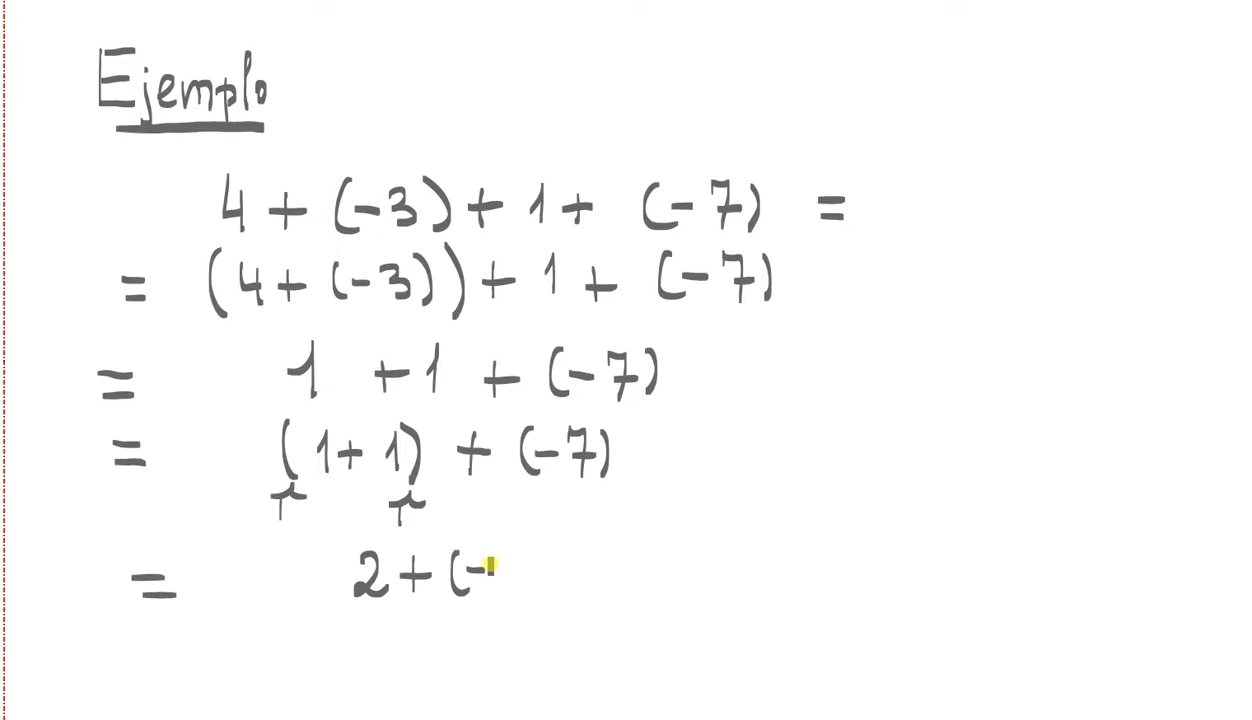 Ejemplo
4 + (-3) + 1 + (-7) =
= (4 + (-3)) + 1 + (-7)
= 1 + 1 + (-7)
= (1 + 1) + (-7)
= 2 + (-